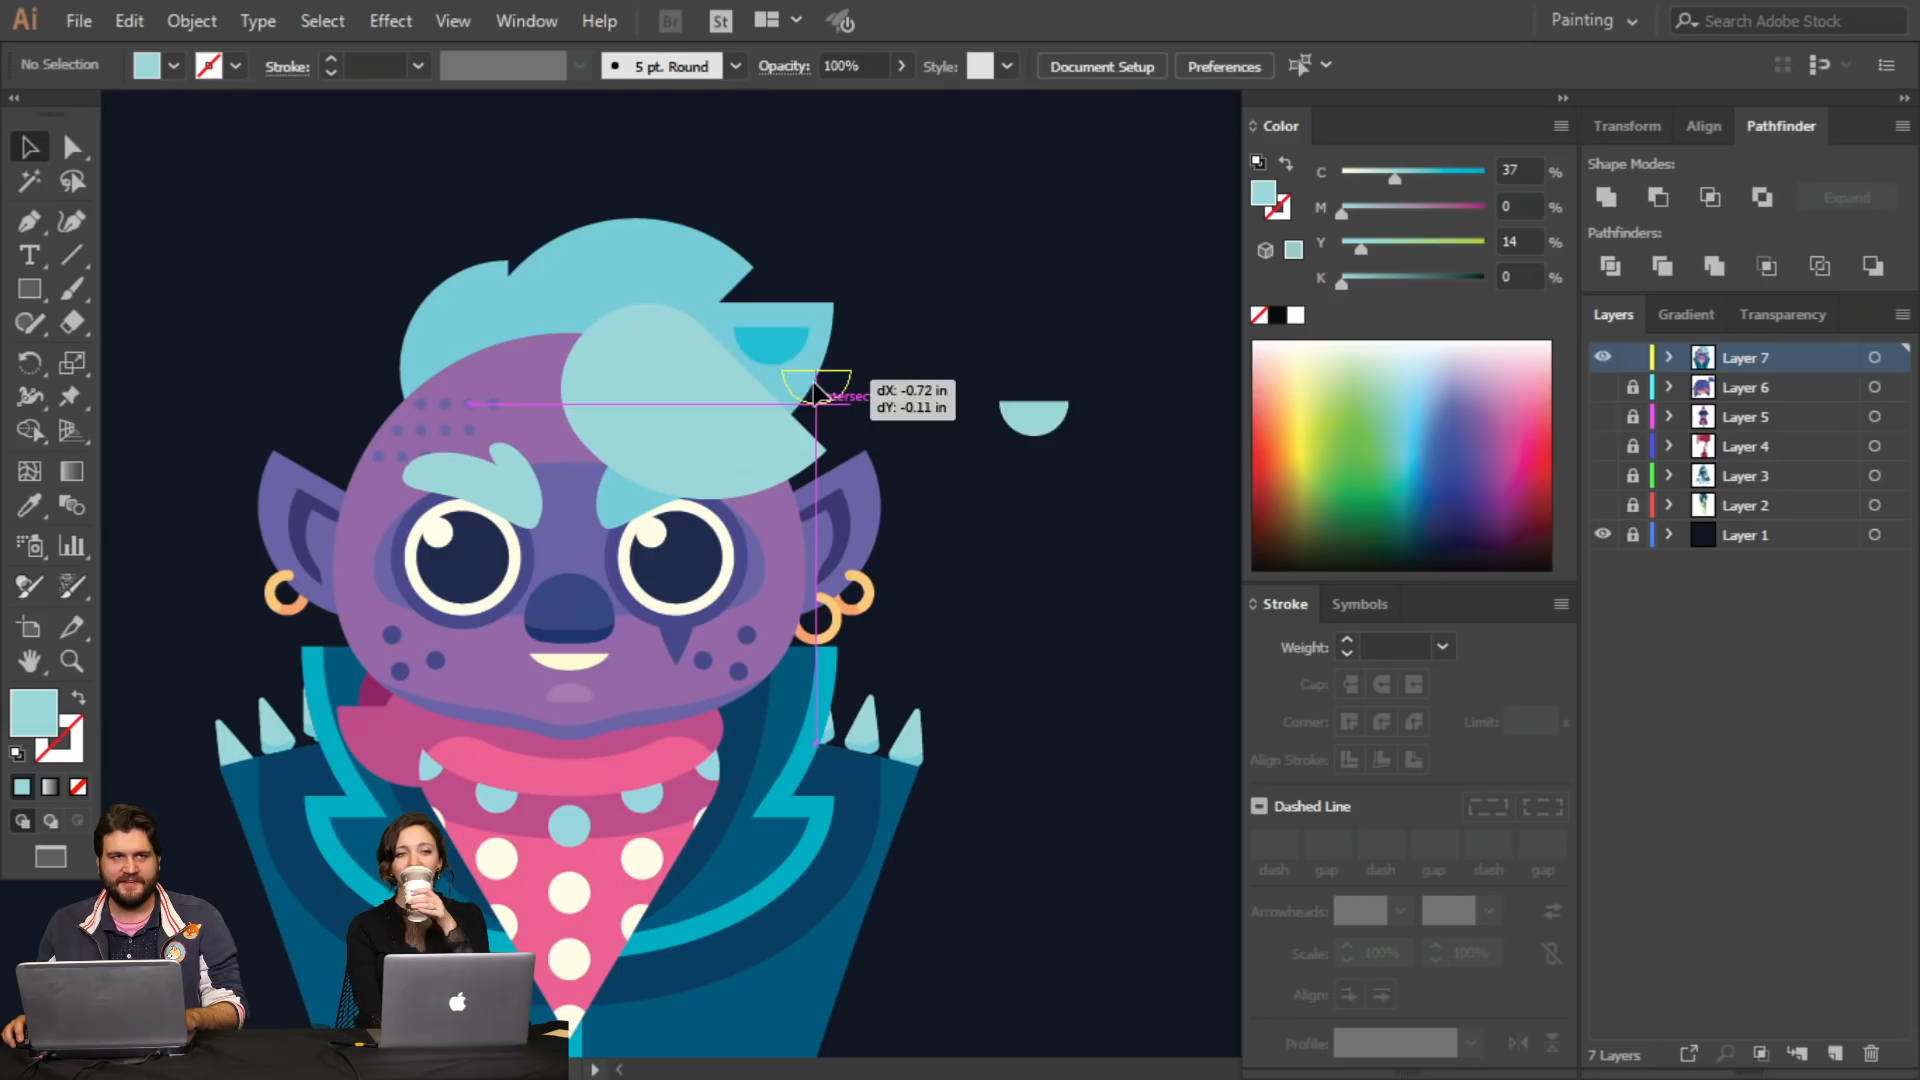 Ai File Edit Object Type Select Effect View Window Help Br St Painting Search Adobe Stock
No Selection Stroke: 5 pt. Round Opacity: 100% Style: Document Setup Preferences
Color
C 37 %
M 0 %
Y 14 %
K 0 %
Transform Align Pathfinder
Shape Modes:
Expand
Pathfinders:
Layers Gradient Transparency
Layer 7
Layer 6
Layer 5
Layer 4
Layer 3
Layer 2
Layer 1
dX: -0.72 in
dY: -0.11 in
Stroke Symbols
Weight:
Cap:
Corner: Limit: x
Align Stroke:
Dashed Line
dash gap dash gap dash gap
Arrowheads:
Scale: 100% 100%
Align:
Profile:
7 Layers